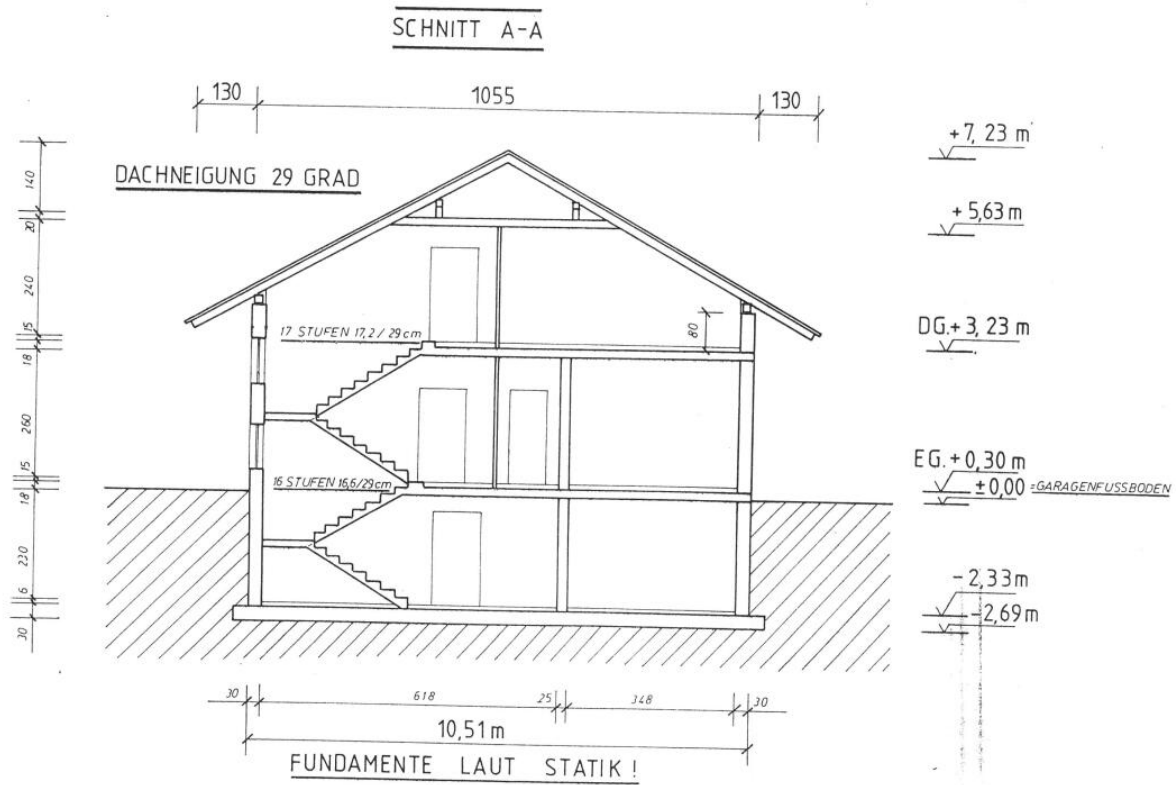 SCHNITT A-A
130 1055 130
+7,23 m
DACHNEIGUNG 29 GRAD
140
+5,63 m
20
240
17 STUFEN 17,2 / 29 cm
80
DG.+3,23 m
15
18
260
EG.+0,30 m
15
16 STUFEN 16,6/29cm
±0,00 =GARAGENFUSSBODEN
18
220
-2,33 m
6
-2,69 m
30
30 618 25 348 30
10,51 m
FUNDAMENTE LAUT STATIK !